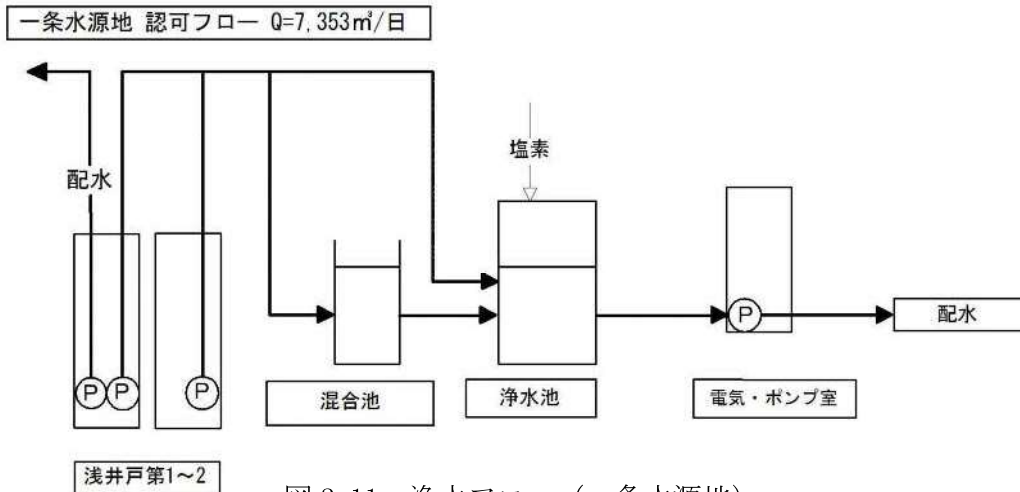 一条水源地 認可フロー Q=7,353㎥/日
塩素
配水
P
P
P
P
配水
混合池
浄水池
電気・ポンプ室
浅井戸第1~2